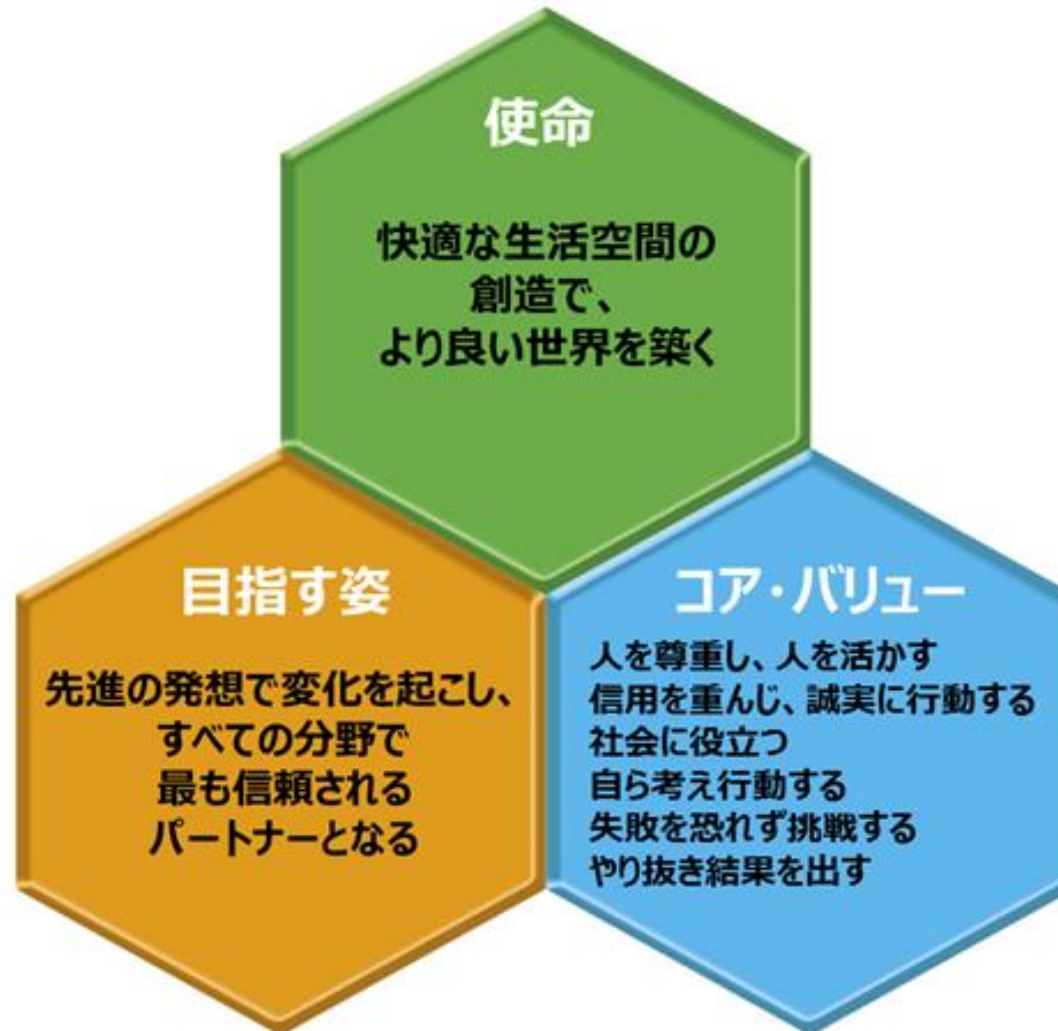 使命
快適な生活空間の
創造で、
より良い世界を築く
目指す姿
先進の発想で変化を起こし、
すべての分野で
最も信頼される
パートナーとなる
コア・バリュー
人を尊重し、人を活かす
信用を重んじ、誠実に行動する
社会に役立つ
自ら考え行動する
失敗を恐れず挑戦する
やり抜き結果を出す